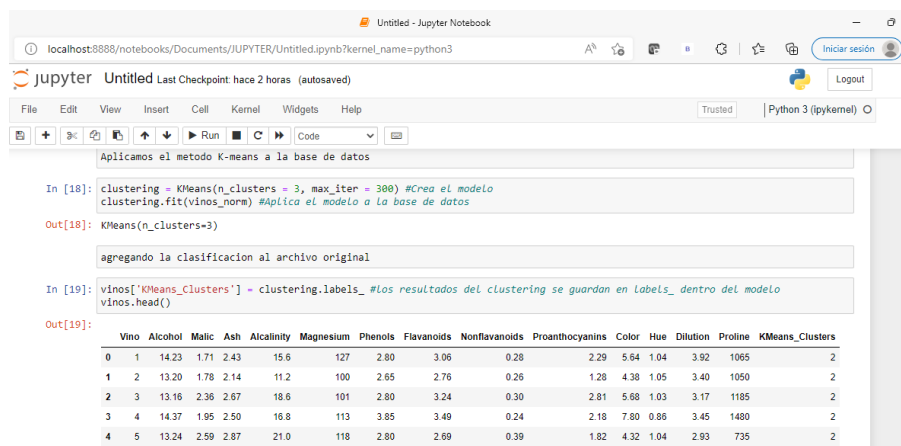 Untitled - Jupyter Notebook
localhost:8888/notebooks/Documents/JUPYTER/Untitled.ipynb?kernel_name=python3
Iniciar sesión
jupyter Untitled Last Checkpoint: hace 2 horas (autosaved)
Logout
File Edit View Insert Cell Kernel Widgets Help
Trusted Python 3 (ipykernel)
Run Code
Aplicamos el metodo K-means a la base de datos
In [18]: clustering = KMeans(n_clusters = 3, max_iter = 300) #Crea el modelo
clustering.fit(vinos_norm) #Aplica el modelo a la base de datos
Out[18]: KMeans(n_clusters=3)
agregando la clasificacion al archivo original
In [19]: vinos['KMeans_Clusters'] = clustering.labels_ #los resultados del clustering se guardan en labels_ dentro del modelo
vinos.head()
Out[19]:
Vino Alcohol Malic Ash Alcalinity Magnesium Phenols Flavanoids Nonflavanoids Proanthocyanins Color Hue Dilution Proline KMeans_Clusters
0 1 14.23 1.71 2.43 15.6 127 2.80 3.06 0.28 2.29 5.64 1.04 3.92 1065 2
1 2 13.20 1.78 2.14 11.2 100 2.65 2.76 0.26 1.28 4.38 1.05 3.40 1050 2
2 3 13.16 2.36 2.67 18.6 101 2.80 3.24 0.30 2.81 5.68 1.03 3.17 1185 2
3 4 14.37 1.95 2.50 16.8 113 3.85 3.49 0.24 2.18 7.80 0.86 3.45 1480 2
4 5 13.24 2.59 2.87 21.0 118 2.80 2.69 0.39 1.82 4.32 1.04 2.93 735 2